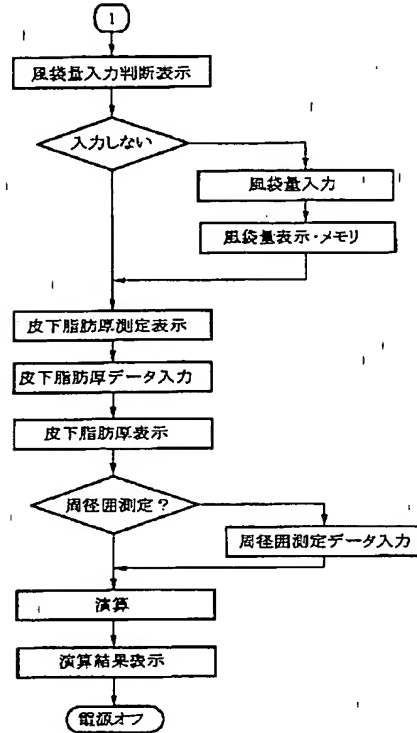 1
風袋量入力判断表示
入力しない
風袋量入力
風袋量表示・メモリ
皮下脂肪厚測定表示
皮下脂肪厚データ入力
皮下脂肪厚表示
周径囲測定？
周径囲測定データ入力
演算
演算結果表示
電源オフ